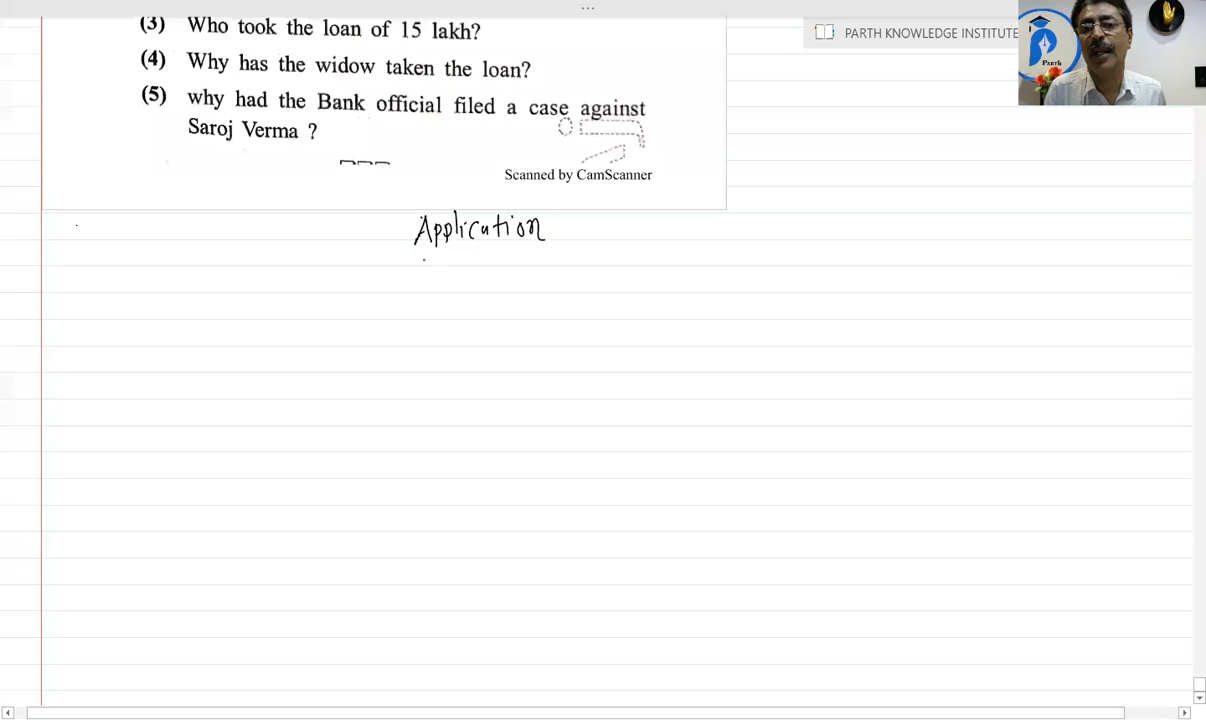 (3) Who took the loan of 15 lakh?
(4) Why has the widow taken the loan?
(5) why had the Bank official filed a case against
Saroj Verma ?
Scanned by CamScanner
Application
PARTH KNOWLEDGE INSTITUTE
Parth